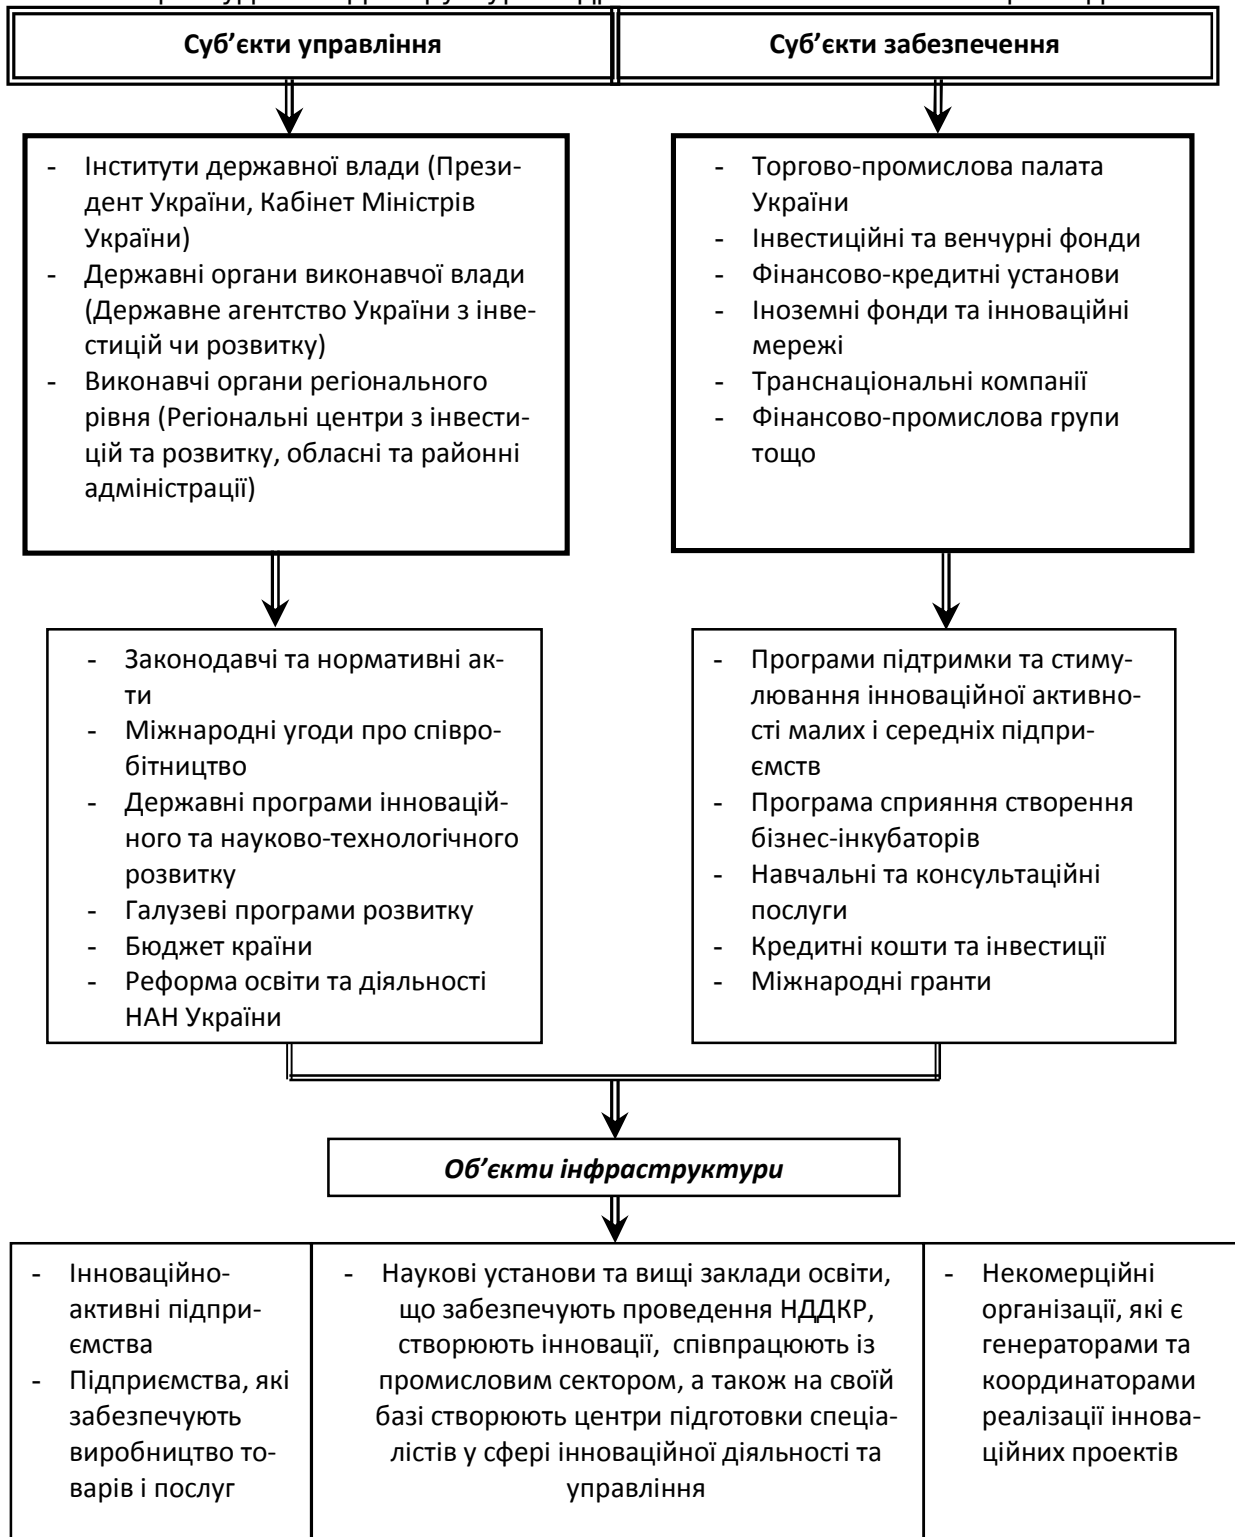 Суб’єкти управління
Суб’єкти забезпечення
- Інститути державної влади (Прези-
дент України, Кабінет Міністрів
України)
- Державні органи виконавчої влади
(Державне агентство України з інве-
стицій чи розвитку)
- Виконавчі органи регіонального
рівня (Регіональні центри з інвести-
цій та розвитку, обласні та районні
адміністрації)
- Торгово-промислова палата
України
- Інвестиційні та венчурні фонди
- Фінансово-кредитні установи
- Іноземні фонди та інноваційні
мережі
- Транснаціональні компанії
- Фінансово-промислова групи
тощо
- Законодавчі та нормативні ак-
ти
- Міжнародні угоди про співро-
бітництво
- Державні програми інновацій-
ного та науково-технологічного
розвитку
- Галузеві програми розвитку
- Бюджет країни
- Реформа освіти та діяльності
НАН України
- Програми підтримки та стиму-
лювання інноваційної активно-
сті малих і середніх підпри-
ємств
- Програма сприяння створення
бізнес-інкубаторів
- Навчальні та консультаційні
послуги
- Кредитні кошти та інвестиції
- Міжнародні гранти
Об’єкти інфраструктури
- Інноваційно-
активні підпри-
ємства
- Підприємства, які
забезпечують
виробництво то-
варів і послуг
- Наукові установи та вищі заклади освіти,
що забезпечують проведення НДДКР,
створюють інновації, співпрацюють із
промисловим сектором, а також на своїй
базі створюють центри підготовки спеціа-
лістів у сфері інноваційної діяльності та
управління
- Некомерційні
організації, які є
генераторами та
координаторами
реалізації іннова-
ційних проектів